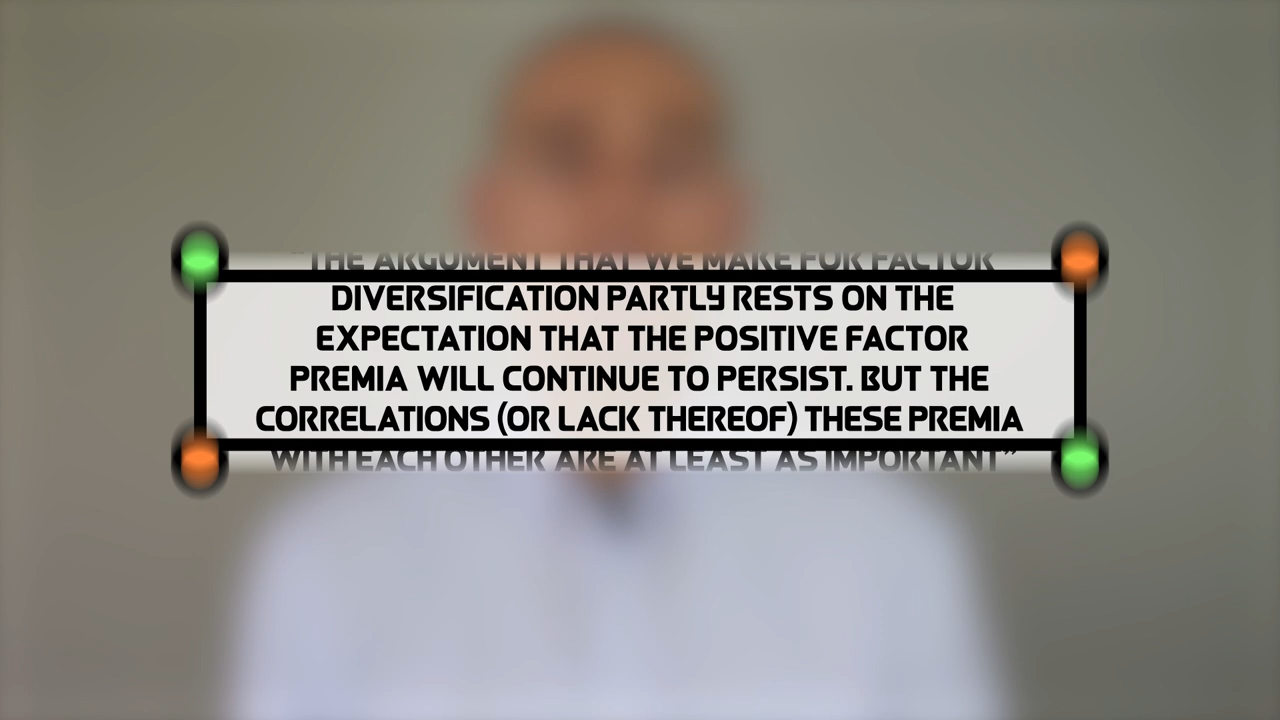 “THE ARGUMENT THAT WE MAKE FOR FACTOR
DIVERSIFICATION PARTLY RESTS ON THE
EXPECTATION THAT THE POSITIVE FACTOR
PREMIA WILL CONTINUE TO PERSIST. BUT THE
CORRELATIONS (OR LACK THEREOF) THESE PREMIA
WITH EACH OTHER ARE AT LEAST AS IMPORTANT”